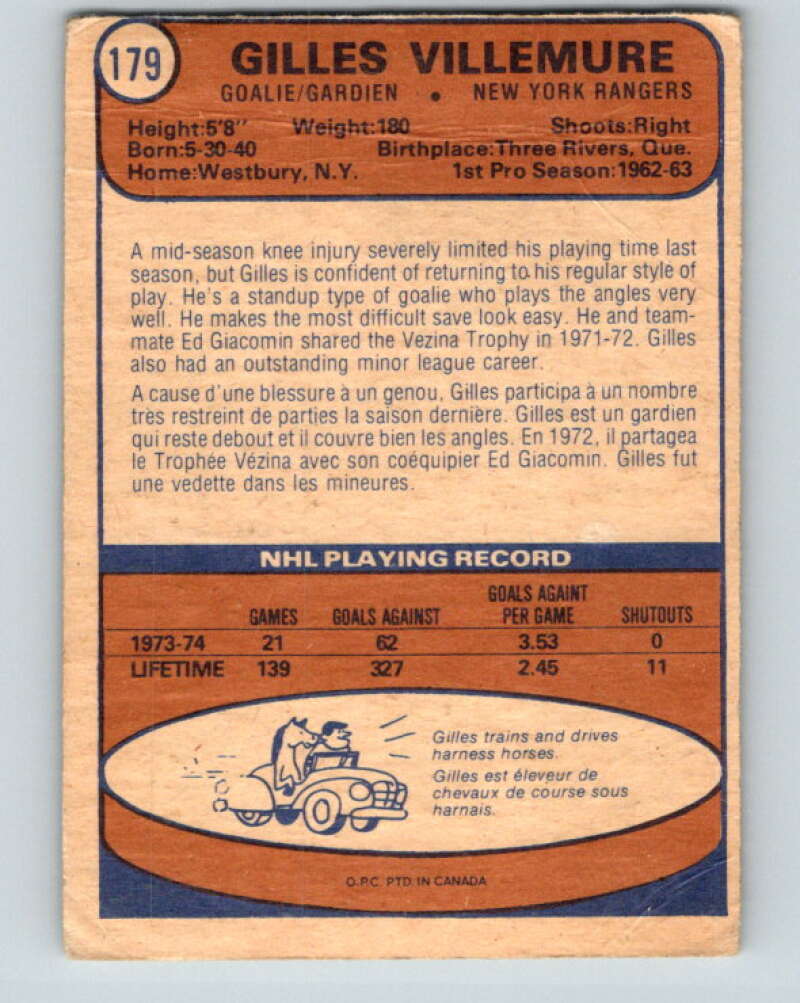 179
GILLES VILLEMURE
GOALIE/GARDIEN • NEW YORK RANGERS
Height:5'8" Weight:180 Shoots:Right
Born:5-30-40 Birthplace:Three Rivers, Que.
Home:Westbury, N.Y. 1st Pro Season:1962-63
A mid-season knee injury severely limited his playing time last
season, but Gilles is confident of returning to his regular style of
play. He's a standup type of goalie who plays the angles very
well. He makes the most difficult save look easy. He and team-
mate Ed Giacomin shared the Vezina Trophy in 1971-72. Gilles
also had an outstanding minor league career.
A cause d'une blessure à un genou, Gilles participa à un nombre
très restreint de parties la saison dernière. Gilles est un gardien
qui reste debout et il couvre bien les angles. En 1972, il partagea
le Trophée Vézina avec son coéquipier Ed Giacomin. Gilles fut
une vedette dans les mineures.
NHL PLAYING RECORD
GOALS AGAINT
GAMES GOALS AGAINST PER GAME SHUTOUTS
1973-74 21 62 3.53 0
LIFETIME 139 327 2.45 11
Gilles trains and drives
harness horses.
Gilles est éleveur de
chevaux de course sous
harnais.
O.P.C. PTD. IN CANADA